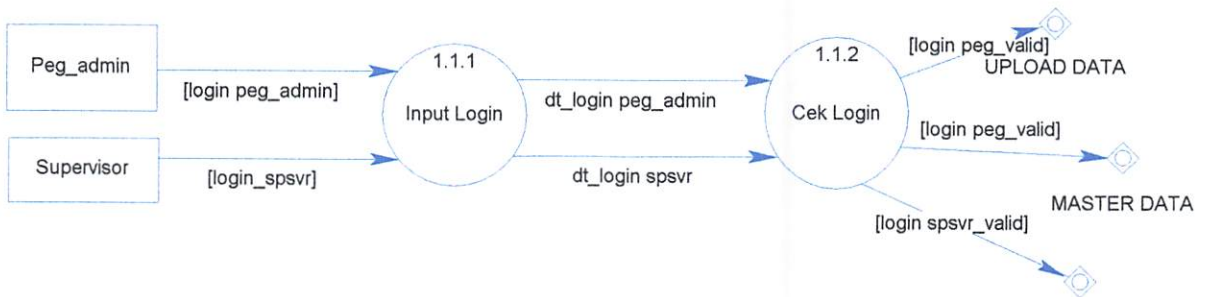 Peg_admin
[login peg_admin]
1.1.1
Input Login
dt_login peg_admin
1.1.2
Cek Login
[login peg_valid]
UPLOAD DATA
[login peg_valid]
Supervisor
[login_spsvr]
dt_login spsvr
MASTER DATA
[login spsvr_valid]